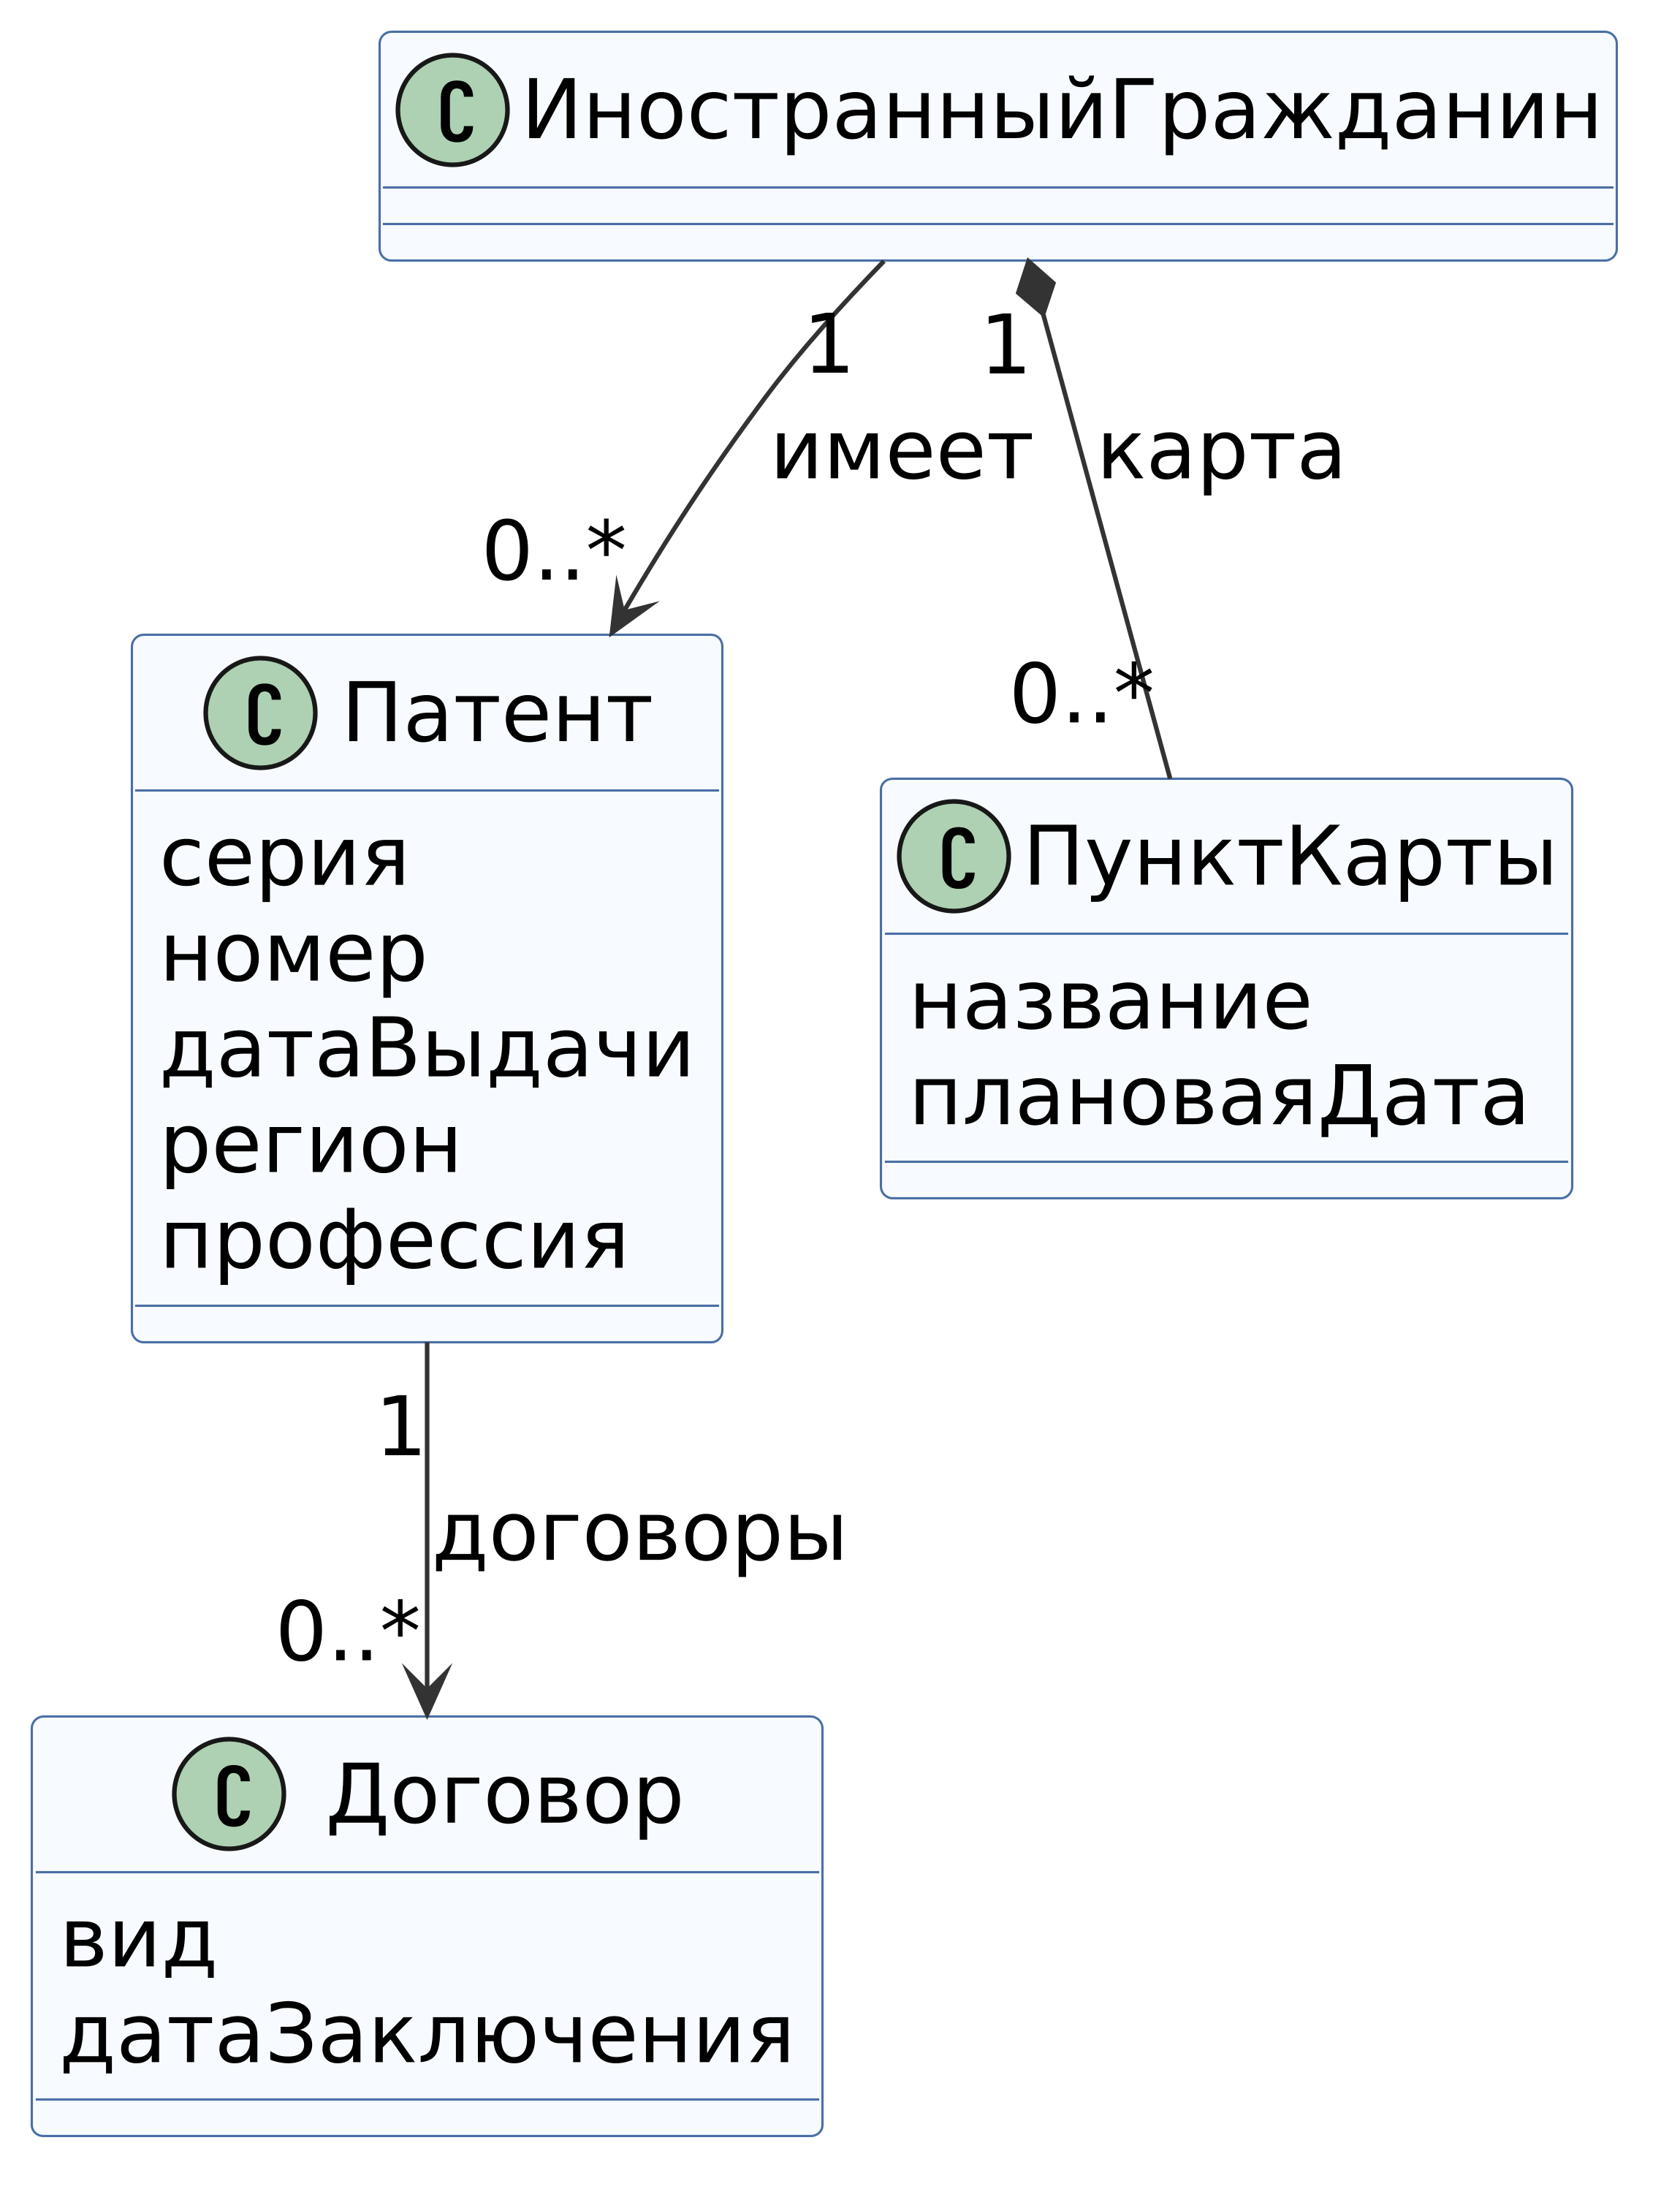 C ИностранныйГражданин
1
1
имеет
карта
0..*
0..*
C Патент
серия
номер
датаВыдачи
регион
профессия
C ПунктКарты
название
плановаяДата
1
договоры
0..*
C Договор
вид
датаЗаключения